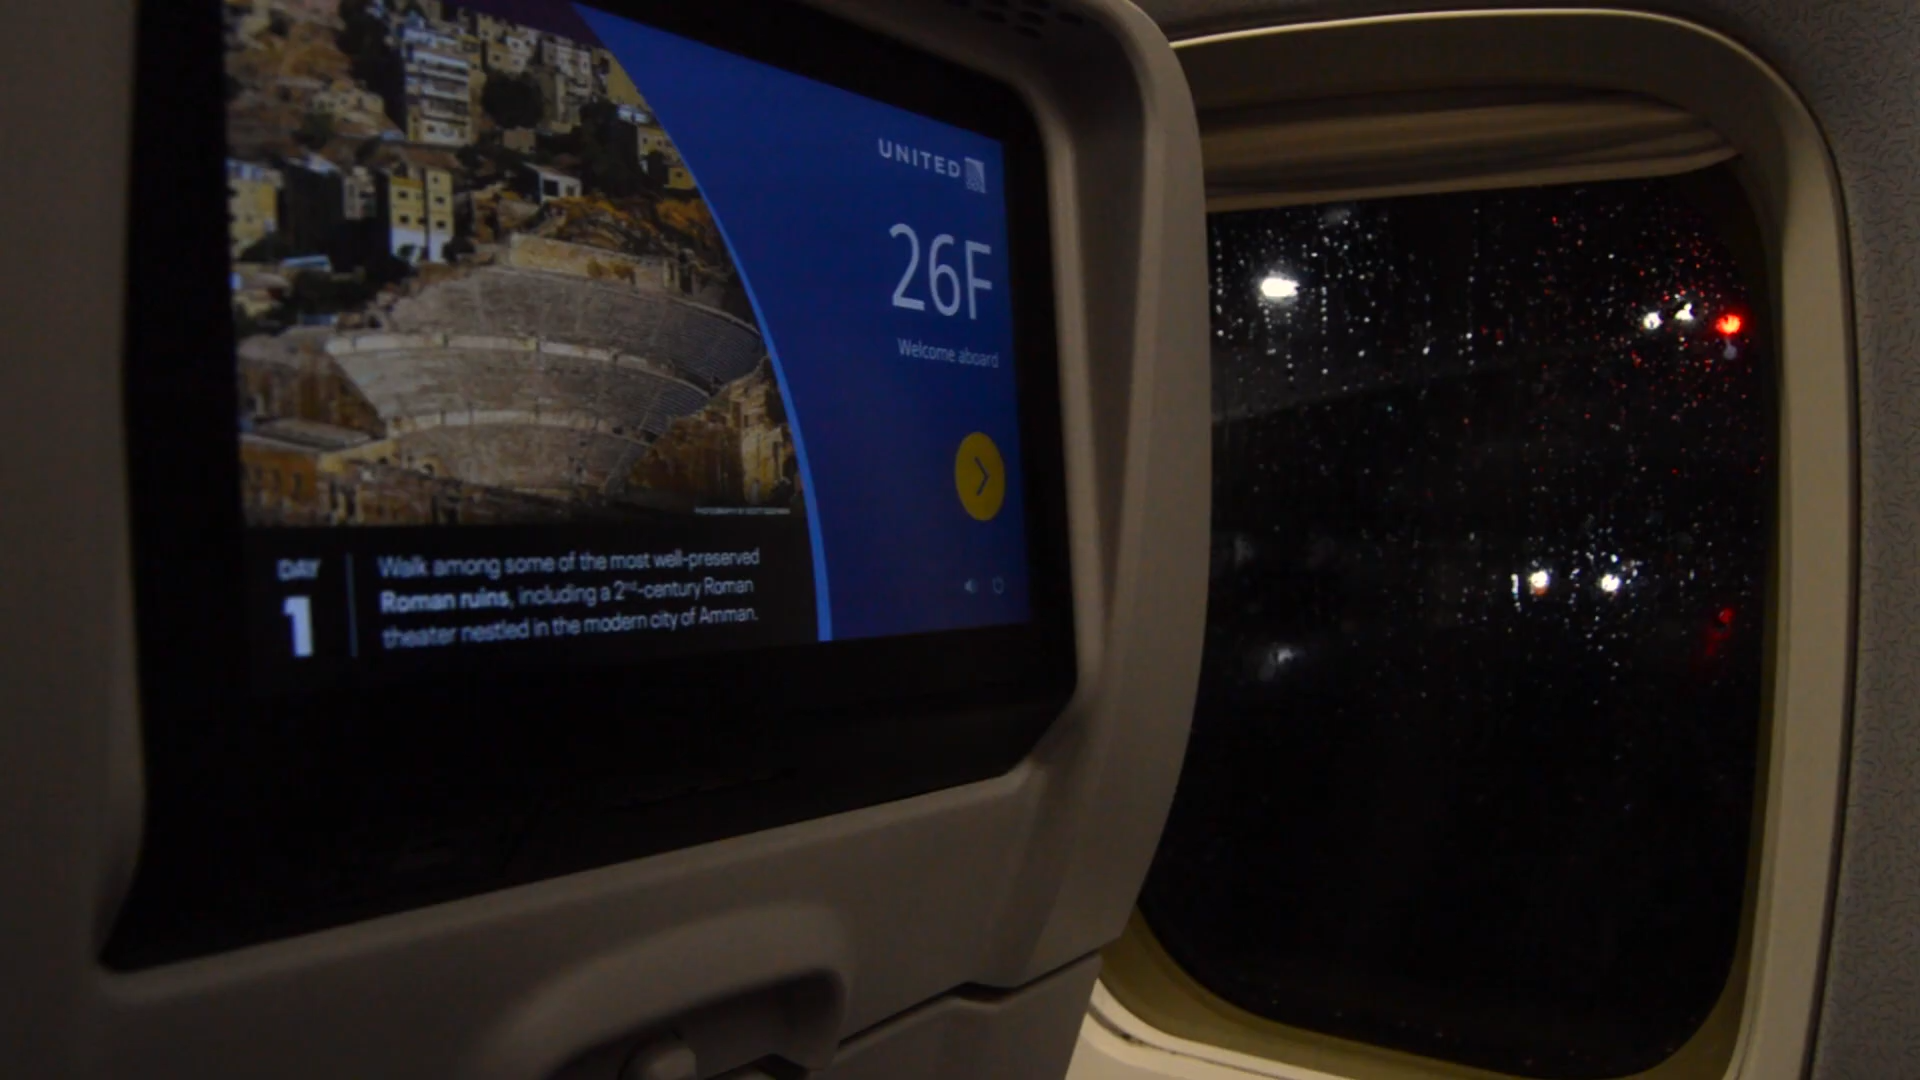 UNITED
26F
Welcome aboard
DAY
1
Walk among some of the most well-preserved
Roman ruins, including a 2nd-century Roman
theater nestled in the modern city of Amman.